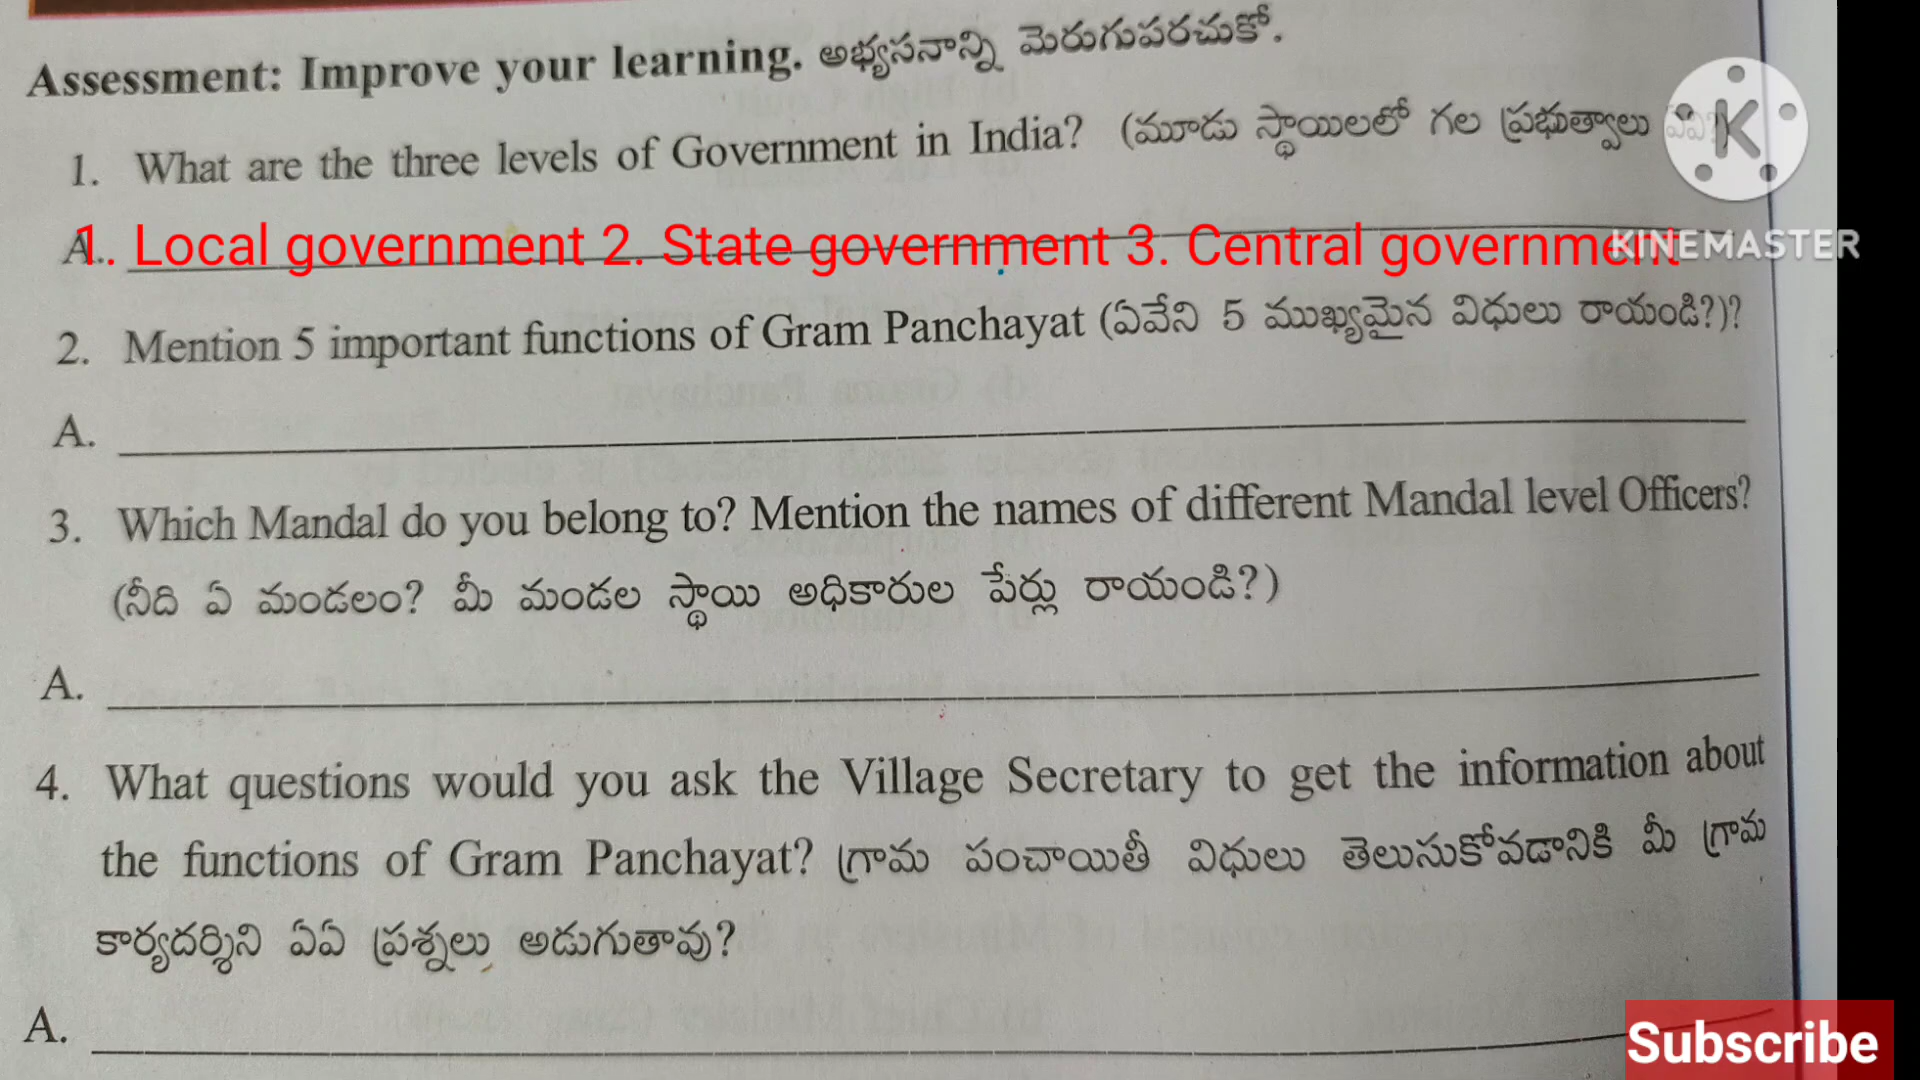 Assessment: Improve your learning. అభ్యసనాన్ని మెరుగుపరచుకో.
1. What are the three levels of Government in India? (మూడు స్థాయిలలో గల ప్రభుత్వాలు ఏవి?
A. 1. Local government 2. State government 3. Central government
KINEMASTER
2. Mention 5 important functions of Gram Panchayat (ఏవేని 5 ముఖ్యమైన విధులు రాయండి?)?
A.
3. Which Mandal do you belong to? Mention the names of different Mandal level Officers?
(నీది ఏ మండలం? మీ మండల స్థాయి అధికారుల పేర్లు రాయండి?)
A.
4. What questions would you ask the Village Secretary to get the information about
the functions of Gram Panchayat? గ్రామ పంచాయితీ విధులు తెలుసుకోవడానికి మీ గ్రామ
కార్యదర్శిని ఏఏ ప్రశ్నలు అడుగుతావు?
A.
Subscribe